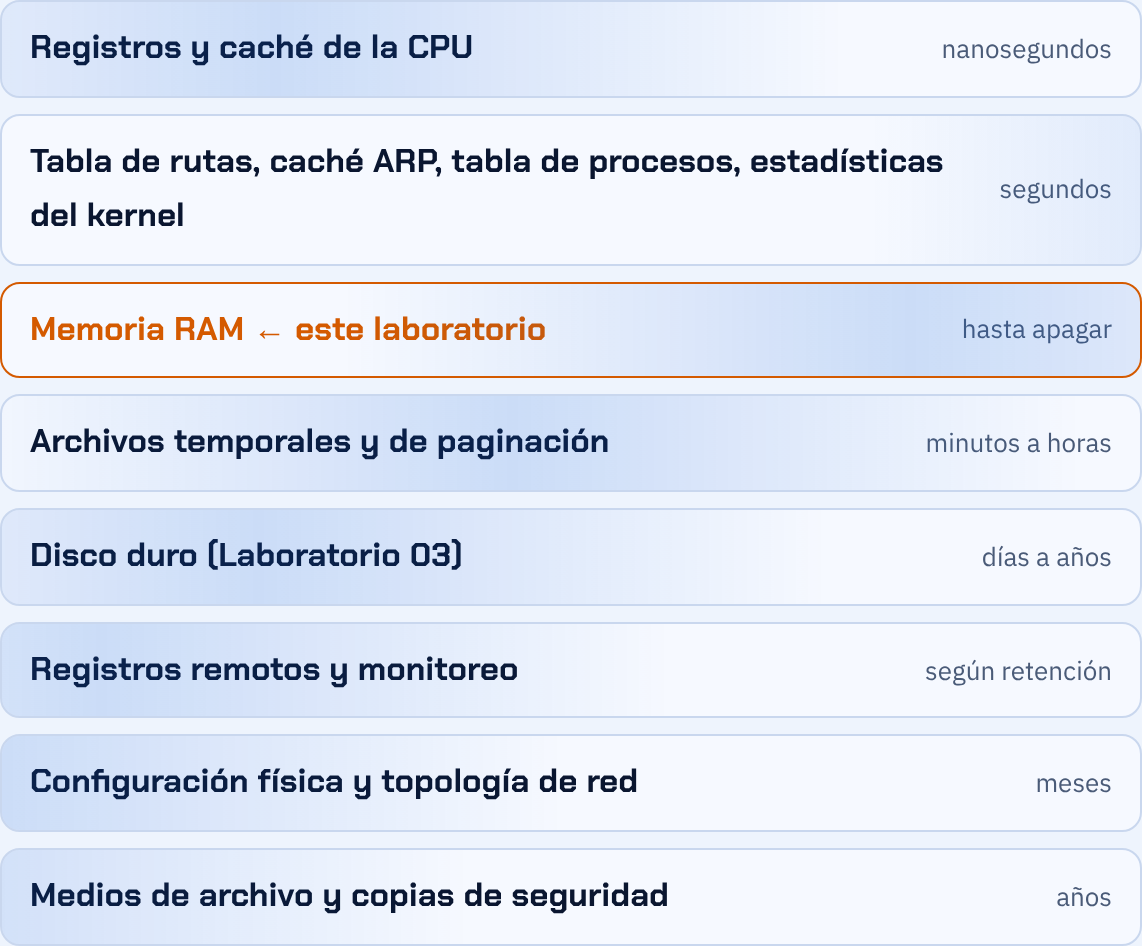 Registros y caché de la CPU
nanosegundos
Tabla de rutas, caché ARP, tabla de procesos, estadísticas
del kernel
segundos
Memoria RAM ← este laboratorio
hasta apagar
Archivos temporales y de paginación
minutos a horas
Disco duro (Laboratorio 03)
días a años
Registros remotos y monitoreo
según retención
Configuración física y topología de red
meses
Medios de archivo y copias de seguridad
años